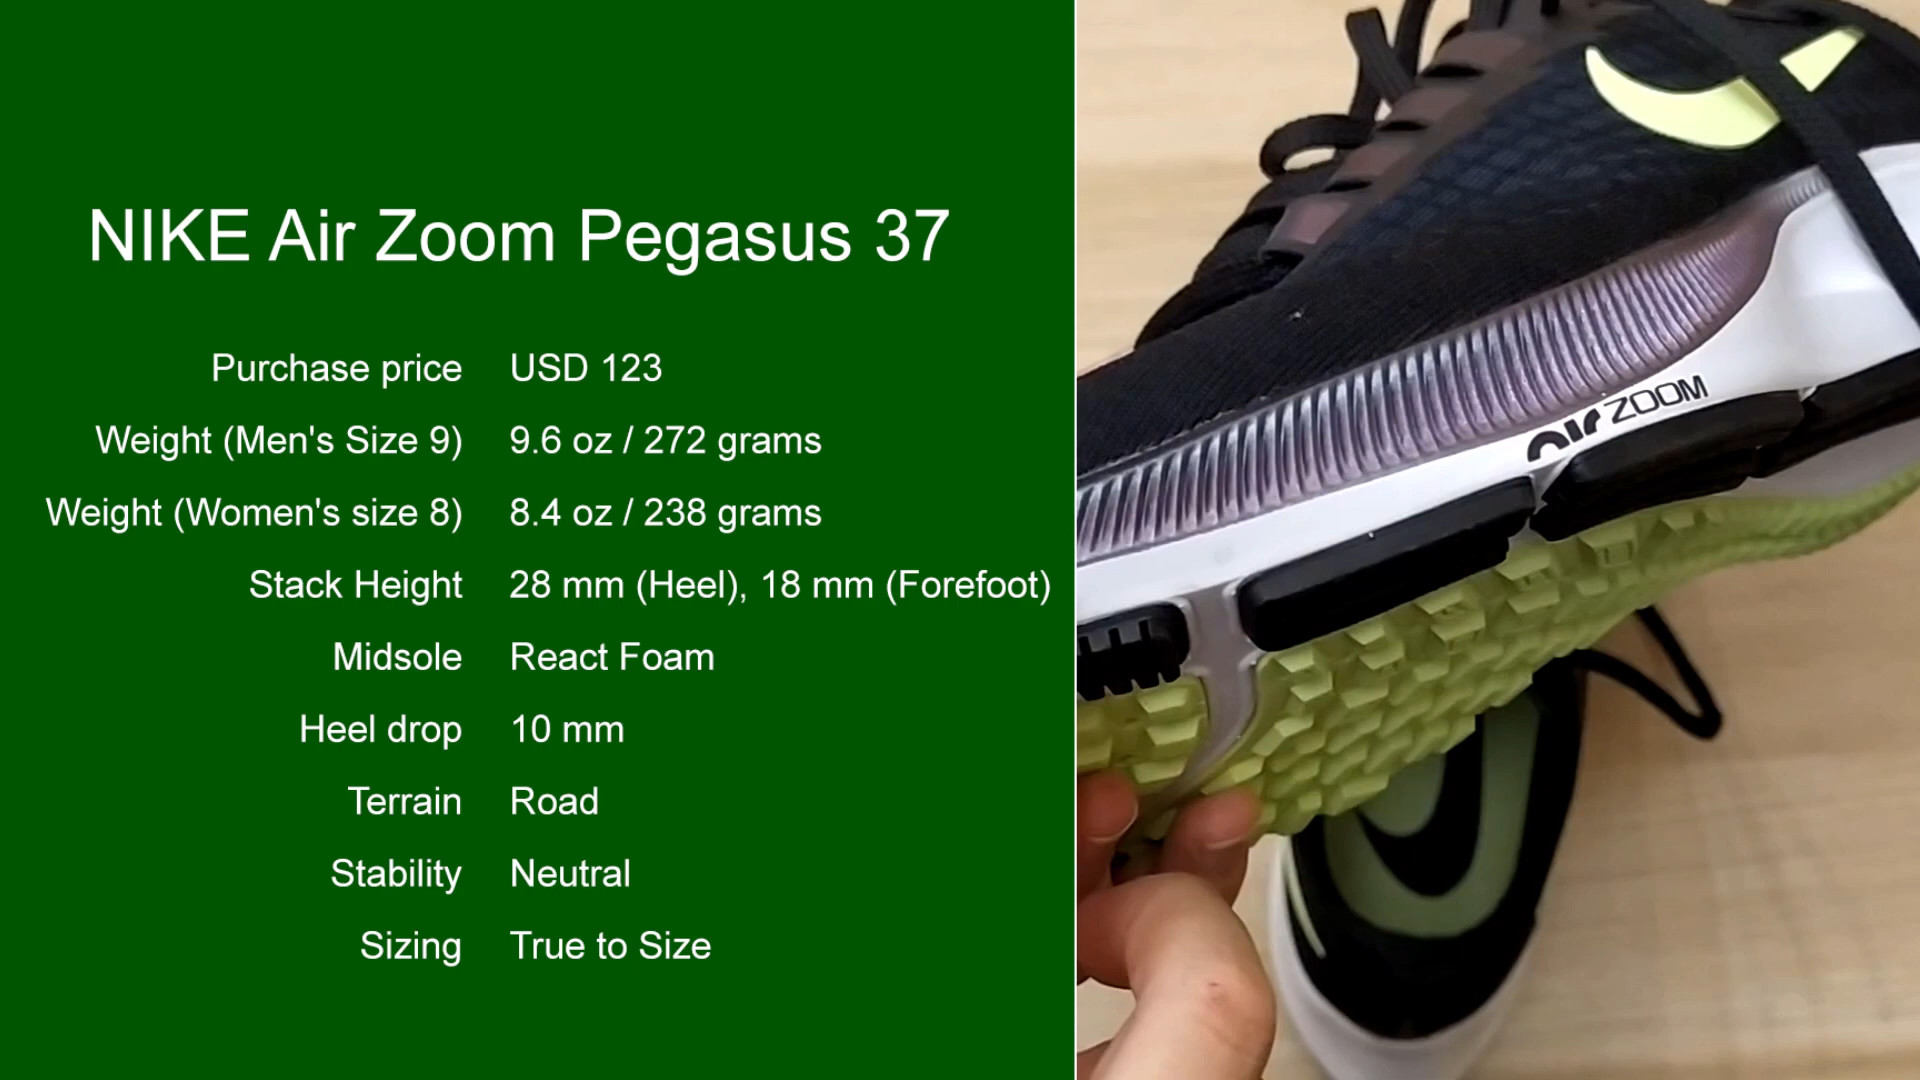 NIKE Air Zoom Pegasus 37
Purchase price USD 123
Weight (Men's Size 9) 9.6 oz / 272 grams
Weight (Women's size 8) 8.4 oz / 238 grams
Stack Height 28 mm (Heel), 18 mm (Forefoot)
Midsole React Foam
Heel drop 10 mm
Terrain Road
Stability Neutral
Sizing True to Size
air ZOOM